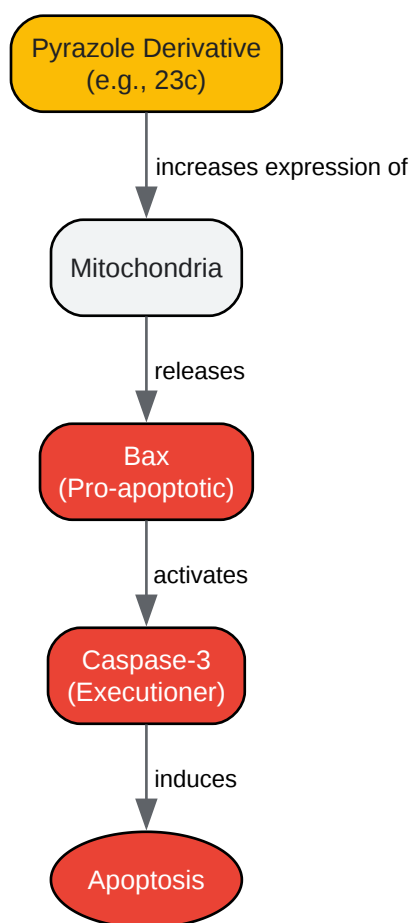 Pyrazole Derivative
(e.g., 23c)
increases expression of
Mitochondria
releases
Bax
(Pro-apoptotic)
activates
Caspase-3
(Executioner)
induces
Apoptosis